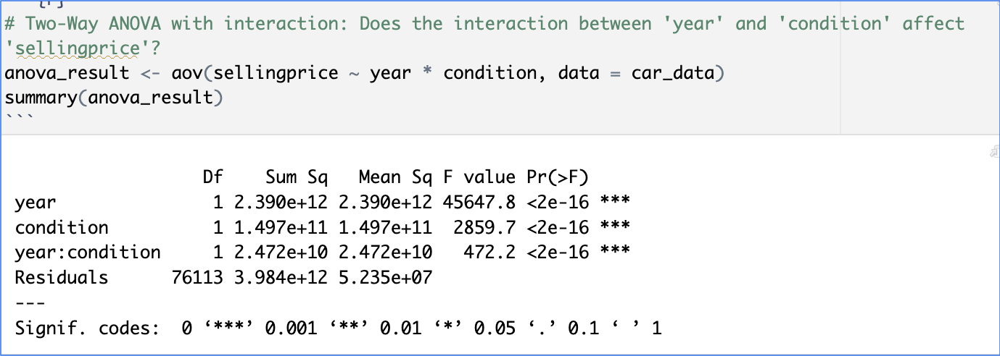 {r}
# Two-Way ANOVA with interaction: Does the interaction between 'year' and 'condition' affect
'sellingprice'?
anova_result <- aov(sellingprice ~ year * condition, data = car_data)
summary(anova_result)
```
Df Sum Sq Mean Sq F value Pr(>F)
year 1 2.390e+12 2.390e+12 45647.8 <2e-16 ***
condition 1 1.497e+11 1.497e+11 2859.7 <2e-16 ***
year:condition 1 2.472e+10 2.472e+10 472.2 <2e-16 ***
Residuals 76113 3.984e+12 5.235e+07
---
Signif. codes: 0 ‘***’ 0.001 ‘**’ 0.01 ‘*’ 0.05 ‘.’ 0.1 ‘ ’ 1